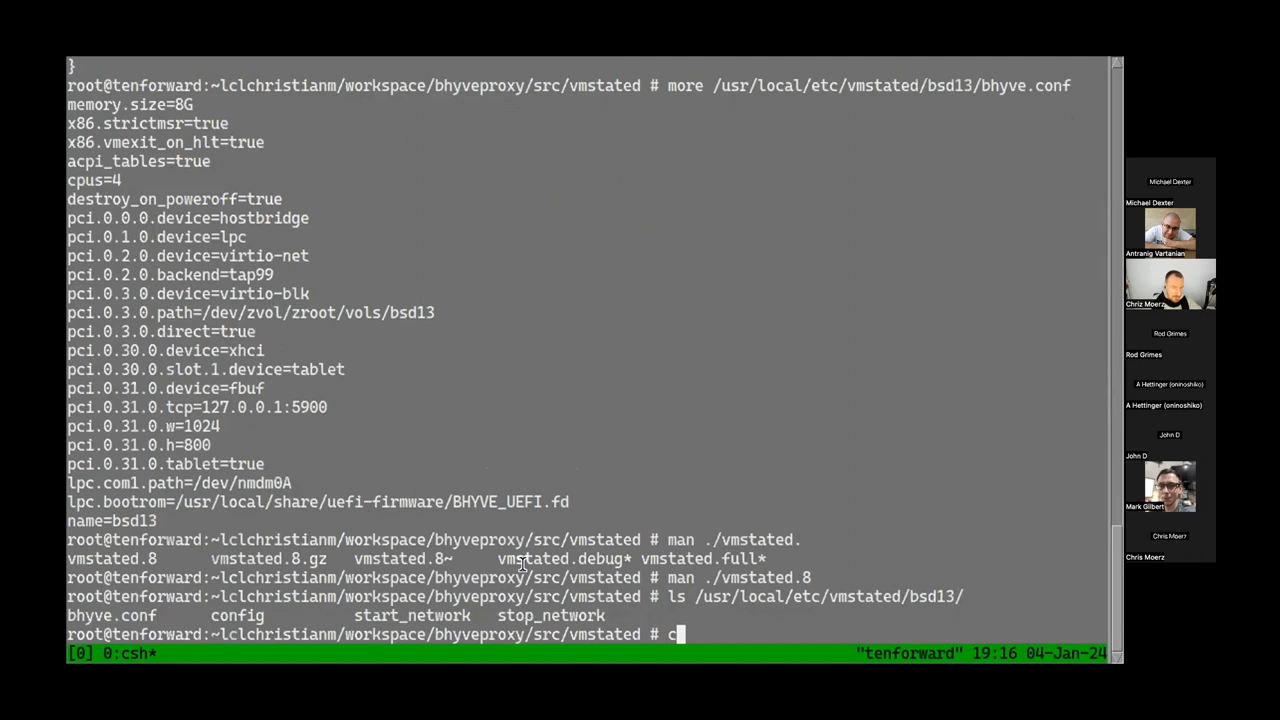 }
root@tenforward:~lclchristianm/workspace/bhyveproxy/src/vmstated # more /usr/local/etc/vmstated/bsd13/bhyve.conf
memory.size=8G
x86.strictmsr=true
x86.vmexit_on_hlt=true
acpi_tables=true
cpus=4
destroy_on_poweroff=true
pci.0.0.0.device=hostbridge
pci.0.1.0.device=lpc
pci.0.2.0.device=virtio-net
pci.0.2.0.backend=tap99
pci.0.3.0.device=virtio-blk
pci.0.3.0.path=/dev/zvol/zroot/vols/bsd13
pci.0.3.0.direct=true
pci.0.30.0.device=xhci
pci.0.30.0.slot.1.device=tablet
pci.0.31.0.device=fbuf
pci.0.31.0.tcp=127.0.0.1:5900
pci.0.31.0.w=1024
pci.0.31.0.h=800
pci.0.31.0.tablet=true
lpc.com1.path=/dev/nmdm0A
lpc.bootrom=/usr/local/share/uefi-firmware/BHYVE_UEFI.fd
name=bsd13
root@tenforward:~lclchristianm/workspace/bhyveproxy/src/vmstated # man ./vmstated.
vmstated.8 vmstated.8.gz vmstated.8~ vmstated.debug* vmstated.full*
root@tenforward:~lclchristianm/workspace/bhyveproxy/src/vmstated # man ./vmstated.8
root@tenforward:~lclchristianm/workspace/bhyveproxy/src/vmstated # ls /usr/local/etc/vmstated/bsd13/
bhyve.conf config start_network stop_network
root@tenforward:~lclchristianm/workspace/bhyveproxy/src/vmstated # c
[0] 0:csh* "tenforward" 19:16 04-Jan-24
Michael Dexter
Michael Dexter
Antranig Vartanian
Chriz Moerz
Rod Grimes
Rod Grimes
A Hettinger (oninoshiko)
A Hettinger (oninoshiko)
John D
John D
Mark Gilbert
Chris Moerz
Chris Moerz